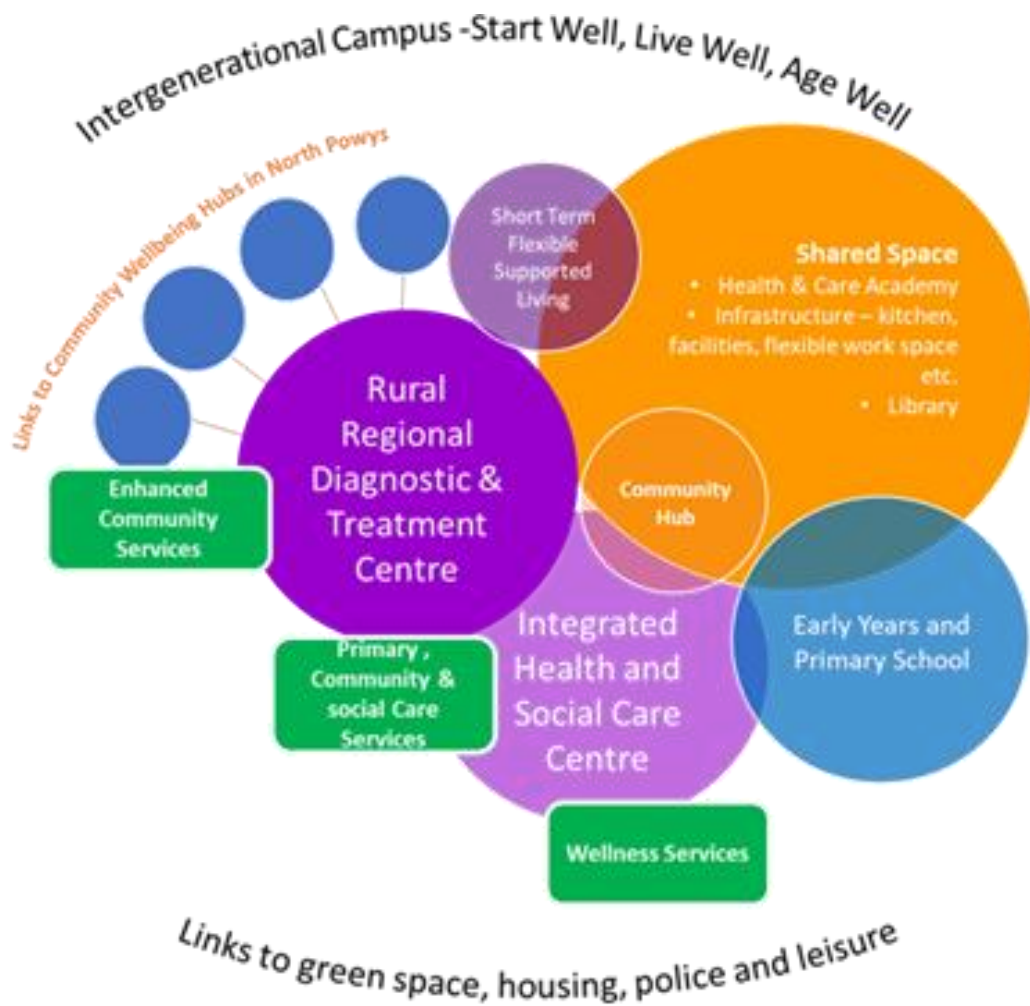 Intergenerational Campus -Start Well, Live Well, Age Well
Links to Community Wellbeing Hubs in North Powys
Short Term
Flexible
Supported
Living
Shared Space
• Health & Care Academy
• Infrastructure – kitchen,
facilities, flexible work space
etc.
• Library
Rural
Regional
Diagnostic &
Treatment
Centre
Community
Hub
Enhanced
Community
Services
Integrated
Health and
Social Care
Centre
Early Years and
Primary School
Primary ,
Community &
social Care
Services
Wellness Services
Links to green space, housing, police and leisure